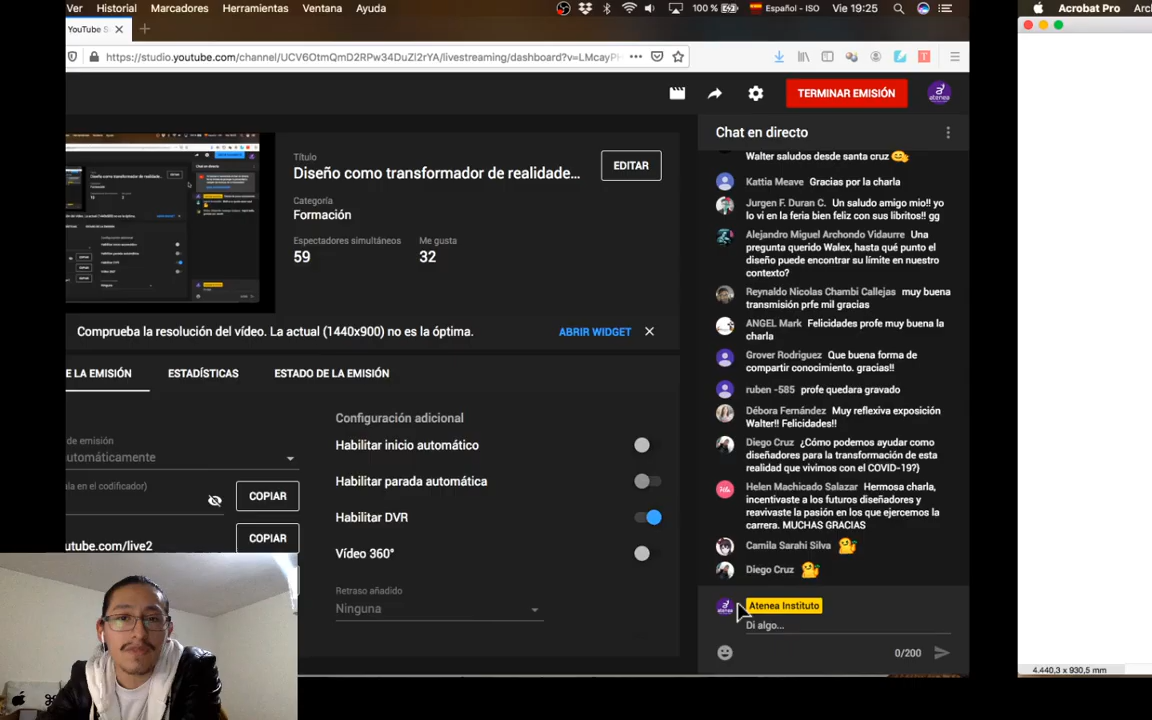 Ver Historial Marcadores Herramientas Ventana Ayuda 100 % Español - ISO Vie 19:25 Acrobat Pro
YouTube S
https://studio.youtube.com/channel/UCV6OtmQmD2RPw34DuZl2rYA/livestreaming/dashboard?v=LMcayP
TERMINAR EMISIÓN
atenea
Título
Diseño como transformador de realidade...
EDITAR
Categoría
Formación
Espectadores simultáneos Me gusta
59 32
Comprueba la resolución del vídeo. La actual (1440x900) no es la óptima. ABRIR WIDGET
E LA EMISIÓN ESTADÍSTICAS ESTADO DE LA EMISIÓN
de emisión
utomáticamente
ala en el codificador)
COPIAR
utube.com/live2
COPIAR
Configuración adicional
Habilitar inicio automático
Habilitar parada automática
Habilitar DVR
Vídeo 360°
Retraso añadido
Ninguna
Chat en directo
Walter saludos desde santa cruz
Kattia Meave Gracias por la charla
Jurgen F. Duran C. Un saludo amigo mio!! yo
lo vi en la feria bien feliz con sus libritos!! gg
Alejandro Miguel Archondo Vidaurre Una
pregunta querido Walex, hasta qué punto el
diseño puede encontrar su límite en nuestro
contexto?
Reynaldo Nicolas Chambi Callejas muy buena
transmisión prfe mil gracias
ANGEL Mark Felicidades profe muy buena la
charla
Grover Rodriguez Que buena forma de
compartir conocimiento. gracias!!
ruben -585 profe quedara gravado
Débora Fernández Muy reflexiva exposición
Walter!! Felicidades!!
Diego Cruz ¿Cómo podemos ayudar como
diseñadores para la transformación de esta
realidad que vivimos con el COVID-19?}
Helen Machicado Salazar Hermosa charla,
incentivaste a los futuros diseñadores y
reavivaste la pasión en los que ejercemos la
carrera. MUCHAS GRACIAS
Camila Sarahi Silva
Diego Cruz
Atenea Instituto
Di algo...
0/200
4.440,3 x 930,5 mm